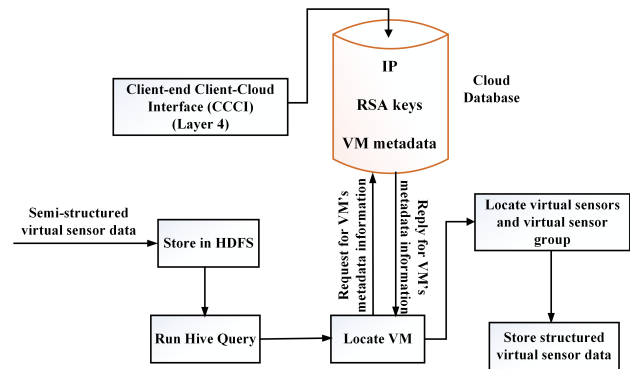 Client-end Client-Cloud
Interface (CCCI)
(Layer 4)
IP
RSA keys
VM metadata
Cloud
Database
Semi-structured
virtual sensor data
Store in HDFS
Run Hive Query
Locate VM
Request for VM's
metadata information
Reply for VM's
metadata information
Locate virtual sensors
and virtual sensor
group
Store structured
virtual sensor data